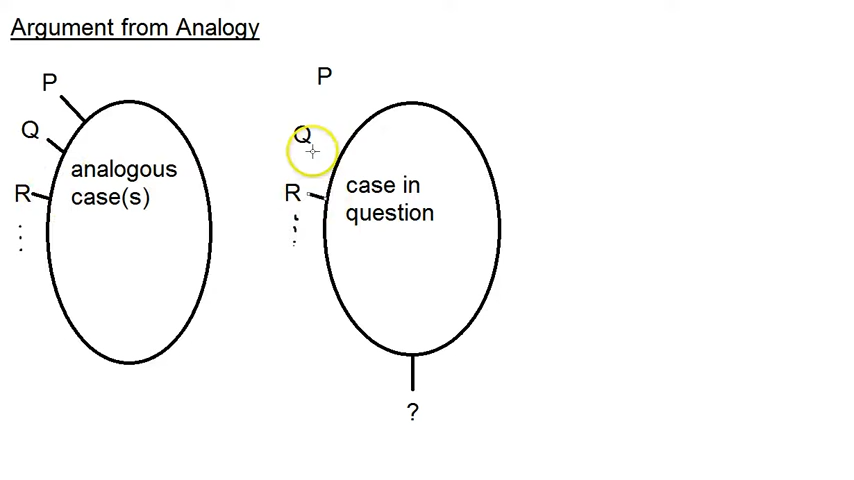 Argument from Analogy
P
Q
analogous
R
case(s)
P
Q
R
case in
question
?